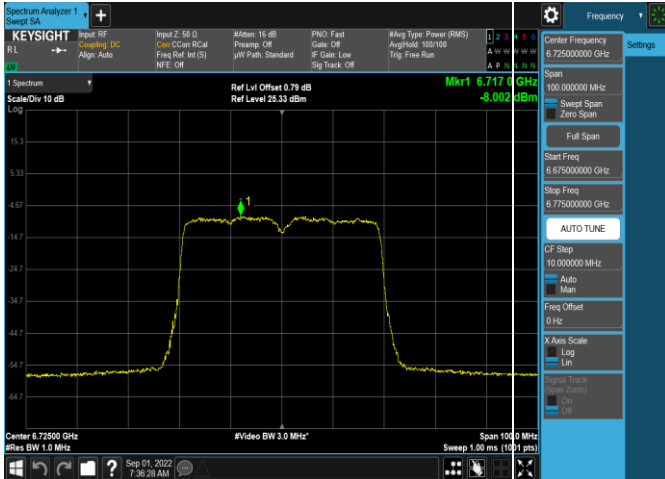 Spectrum Analyzer 1
Swept SA
Frequency
KEYSIGHT
RL
Input: RF
Coupling: DC
Align: Auto
Input Z: 50 Ω
Corr CCorr RCal
Freq Ref: Int (S)
NFE: Off
#Atten: 16 dB
Preamp: Off
µW Path: Standard
PNO: Fast
Gate: Off
IF Gain: Low
Sig Track: Off
#Avg Type: Power (RMS)
Avg|Hold: 100/100
Trig: Free Run
1 2 3 4 5 6
A W W W W W
A P N N N N
LV
1 Spectrum
Scale/Div 10 dB
Log
Ref Lvl Offset 0.79 dB
Ref Level 25.33 dBm
Mkr1 6.717 0 GHz
-8.002 dBm
15.3
5.33
-4.67
-14.7
-24.7
-34.7
-44.7
-54.7
-64.7
1
Center 6.72500 GHz
#Res BW 1.0 MHz
#Video BW 3.0 MHz*
Span 100.0 MHz
Sweep 1.00 ms (1001 pts)
Sep 01, 2022
7:36:28 AM
Center Frequency
6.725000000 GHz
Settings
Span
100.000000 MHz
Swept Span
Zero Span
Full Span
Start Freq
6.675000000 GHz
Stop Freq
6.775000000 GHz
AUTO TUNE
CF Step
10.000000 MHz
Auto
Man
Freq Offset
0 Hz
X Axis Scale
Log
Lin
Signal Track
(Span Zoom)
On
Off